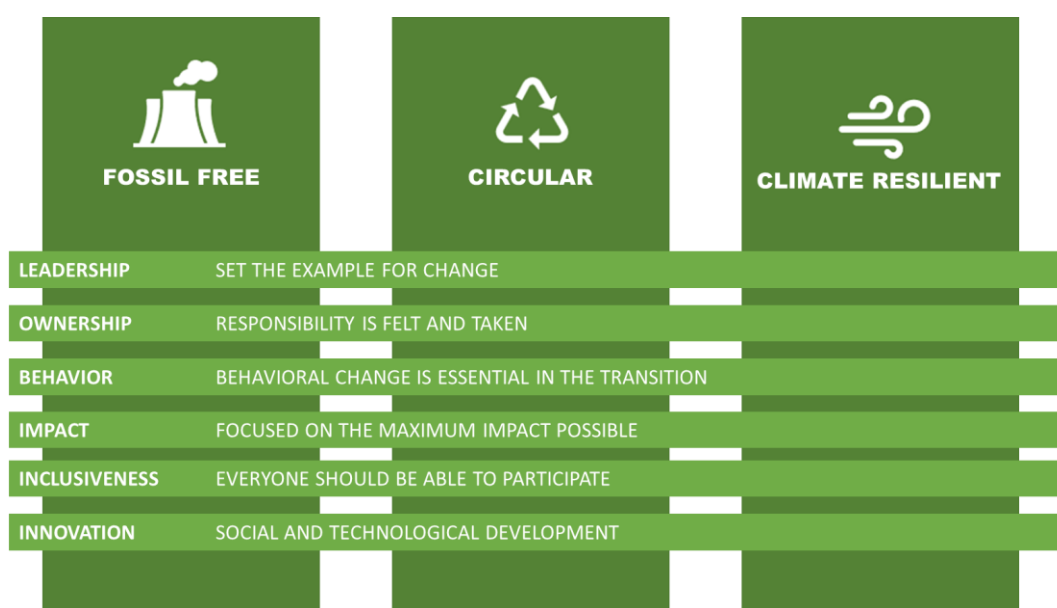 FOSSIL FREE
CIRCULAR
CLIMATE RESILIENT
LEADERSHIP SET THE EXAMPLE FOR CHANGE
OWNERSHIP RESPONSIBILITY IS FELT AND TAKEN
BEHAVIOR BEHAVIORAL CHANGE IS ESSENTIAL IN THE TRANSITION
IMPACT FOCUSED ON THE MAXIMUM IMPACT POSSIBLE
INCLUSIVENESS EVERYONE SHOULD BE ABLE TO PARTICIPATE
INNOVATION SOCIAL AND TECHNOLOGICAL DEVELOPMENT